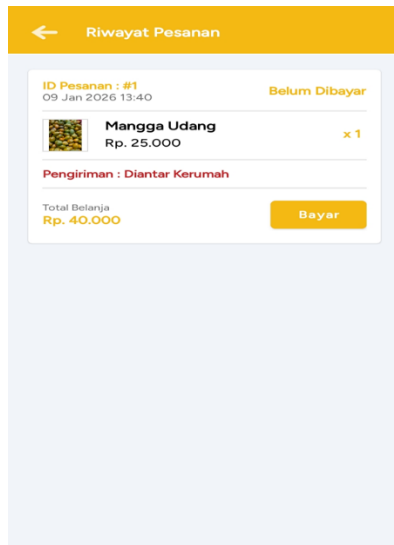 Riwayat Pesanan
ID Pesanan : #1
09 Jan 2026 13:40
Belum Dibayar
Mangga Udang
Rp. 25.000
x 1
Pengiriman : Diantar Kerumah
Total Belanja
Rp. 40.000
Bayar